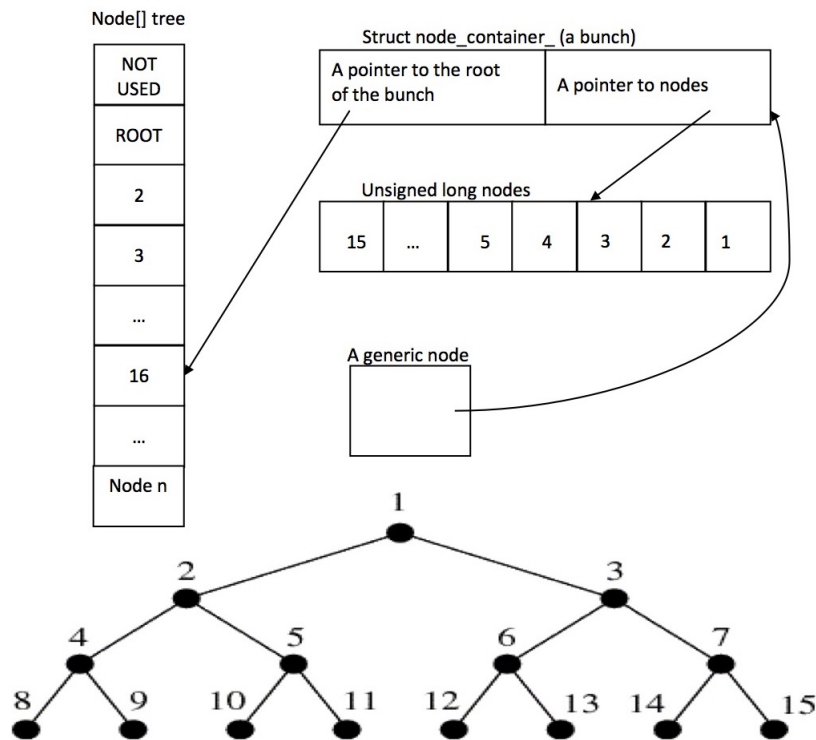 Node[] tree
NOT
USED
ROOT
2
3
...
16
...
Node n
Struct node_container_ (a bunch)
A pointer to the root
of the bunch
A pointer to nodes
Unsigned long nodes
15 ... 5 4 3 2 1
A generic node
1
2 3
4 5 6 7
8 9 10 11 12 13 14 15